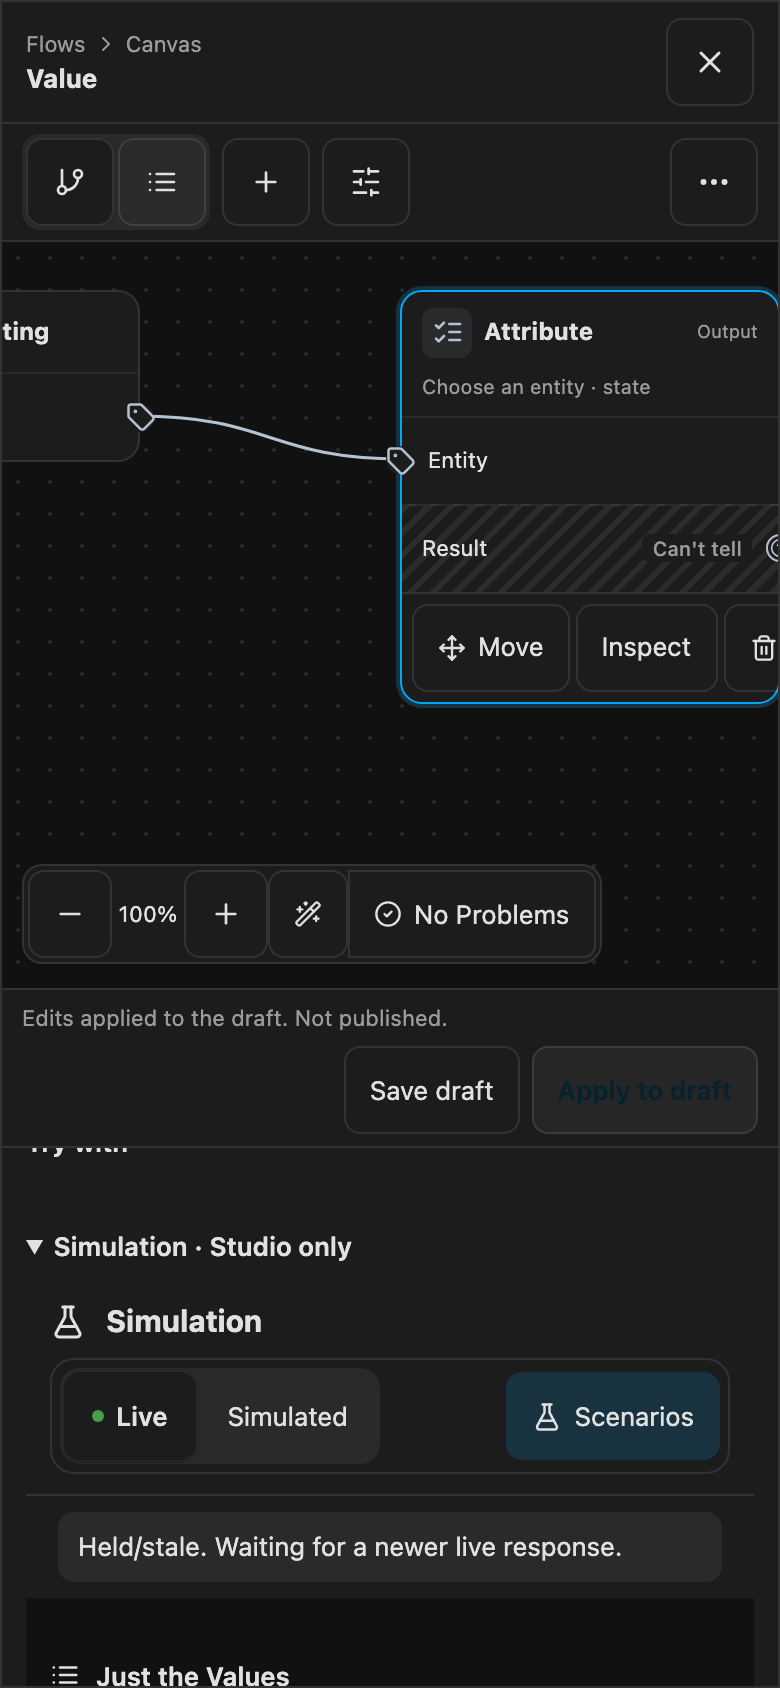 Flows > Canvas
Value
ting
Attribute
Output
Choose an entity · state
Entity
Result
Can't tell
Move
Inspect
100%
No Problems
Edits applied to the draft. Not published.
Save draft
Apply to draft
Try with
Simulation · Studio only
Simulation
Live
Simulated
Scenarios
Held/stale. Waiting for a newer live response.
Just the Values